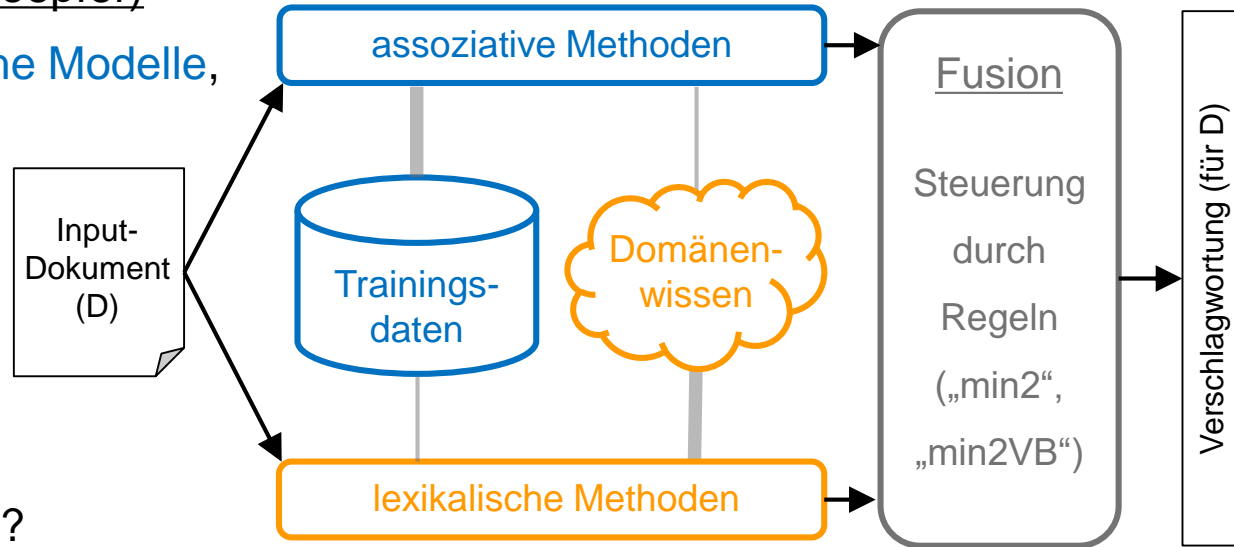 ne Modelle,
assoziative Methoden
Input-
Dokument
(D)
Trainings-
daten
Domänen-
wissen
lexikalische Methoden
Fusion
Steuerung
durch
Regeln
(„min2“,
„min2VB“)
Verschlagwortung (für D)
?